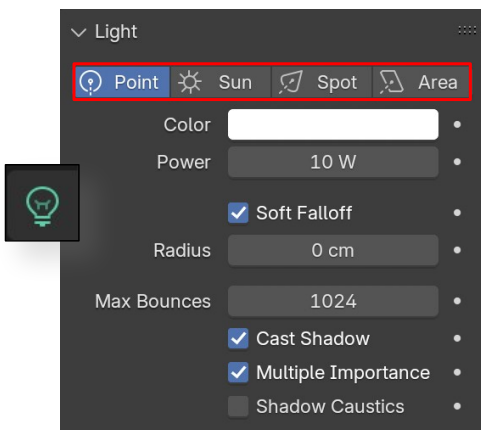 Light
Point Sun Spot Area
Color
Power 10 W
Soft Falloff
Radius 0 cm
Max Bounces 1024
Cast Shadow
Multiple Importance
Shadow Caustics